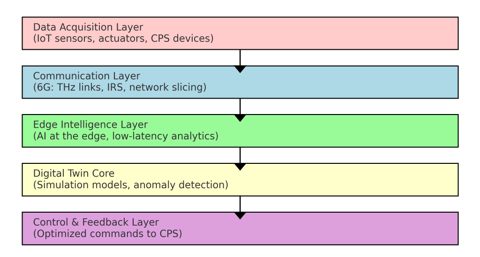 Data Acquisition Layer
(IoT sensors, actuators, CPS devices)
Communication Layer
(6G: THz links, IRS, network slicing)
Edge Intelligence Layer
(AI at the edge, low-latency analytics)
Digital Twin Core
(Simulation models, anomaly detection)
Control & Feedback Layer
(Optimized commands to CPS)